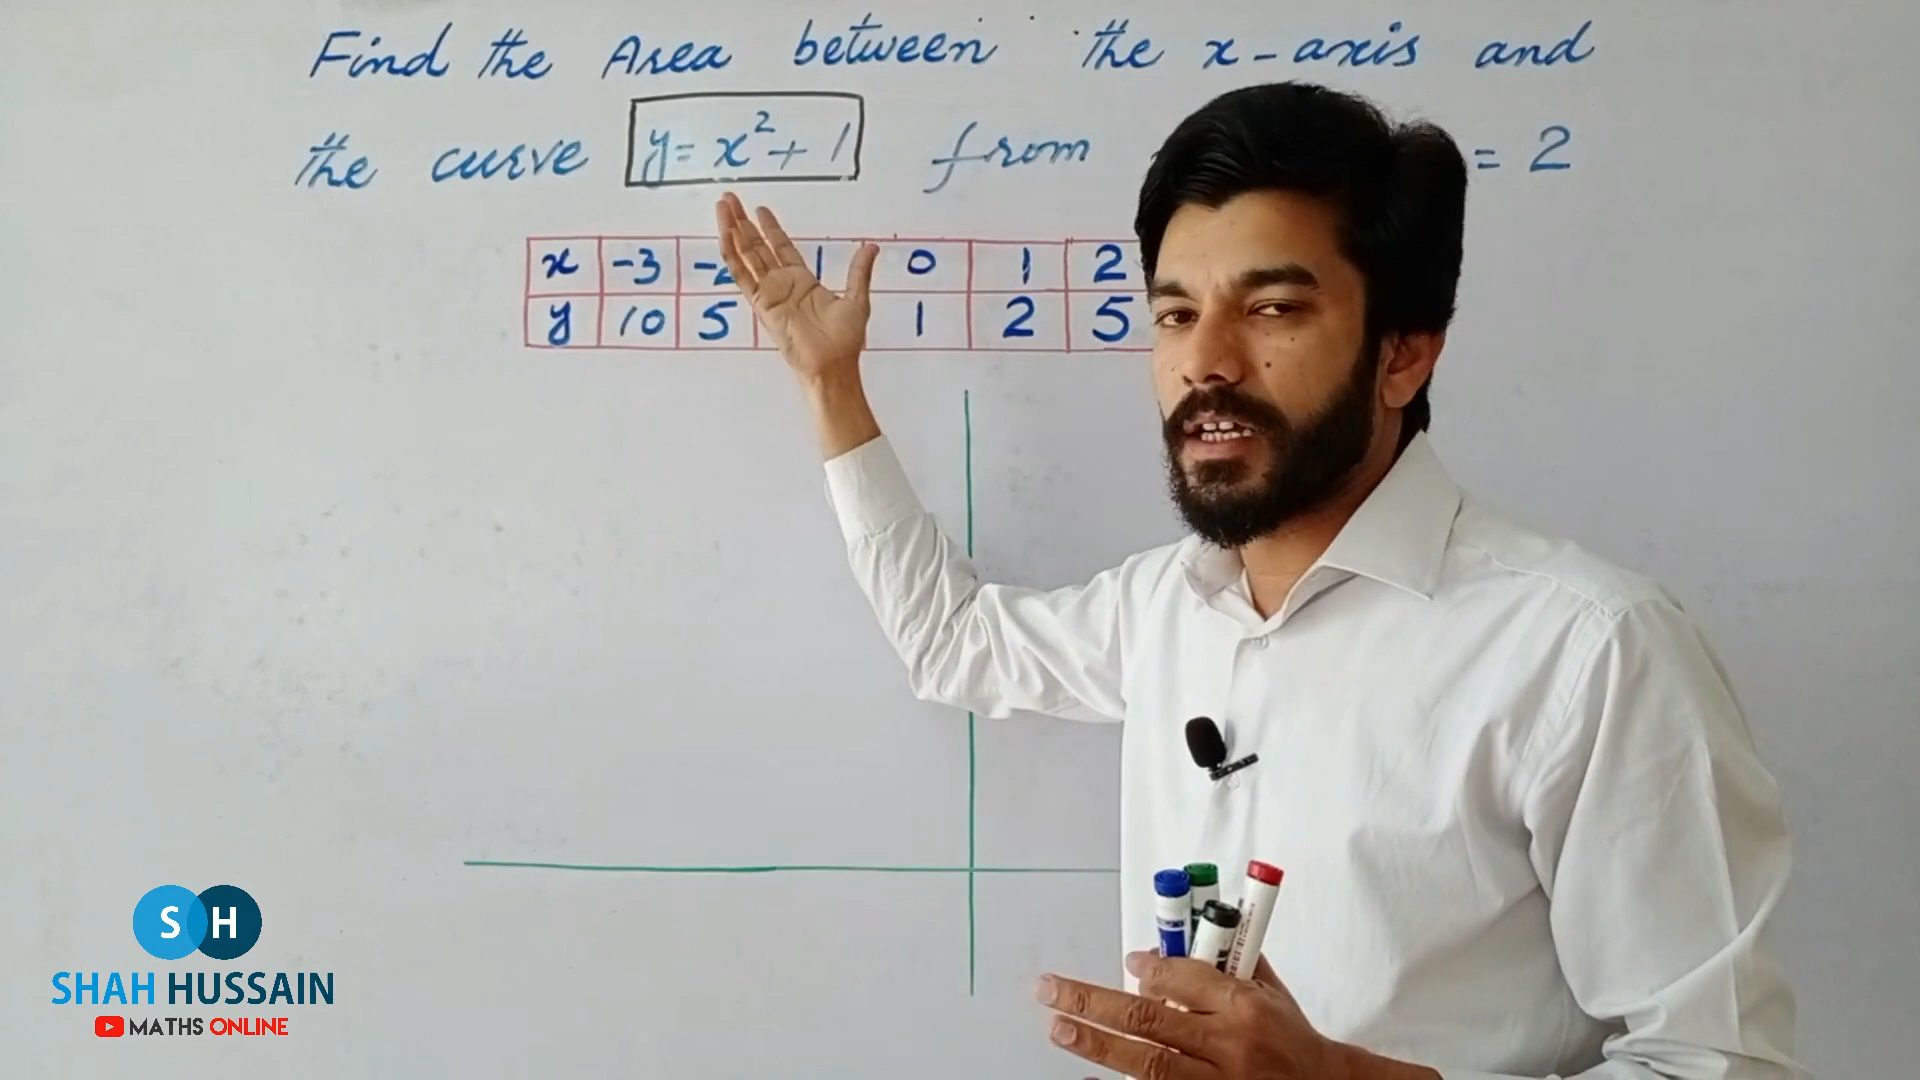 Find the Area between the x-axis and
the curve y = x² + 1 from = 2
x -3 -2 1 0 1 2
y 10 5 1 2 5
S H
SHAH HUSSAIN
MATHS ONLINE